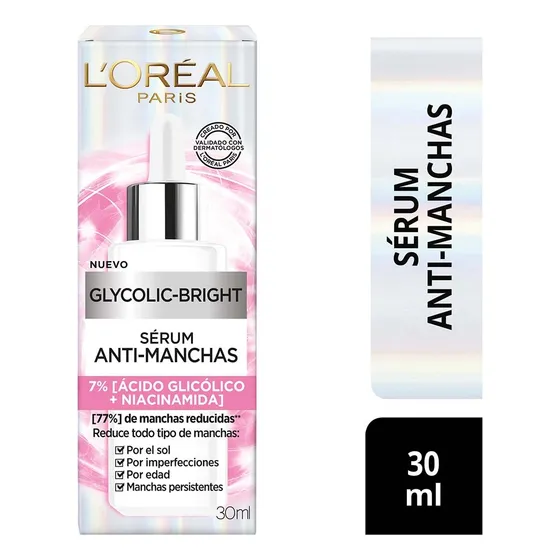 L'ORÉAL
PARIS
CREADO POR
VALIDADO CON
DERMATÓLOGOS
L'ORÉAL PARIS
NUEVO
GLYCOLIC-BRIGHT
SÉRUM
ANTI-MANCHAS
7% [ÁCIDO GLICÓLICO
+ NIACINAMIDA]
[77%] de manchas reducidas**
Reduce todo tipo de manchas:
Por el sol
Por imperfecciones
Por edad
Manchas persistentes
30ml
SÉRUM
ANTI-MANCHAS
30
ml